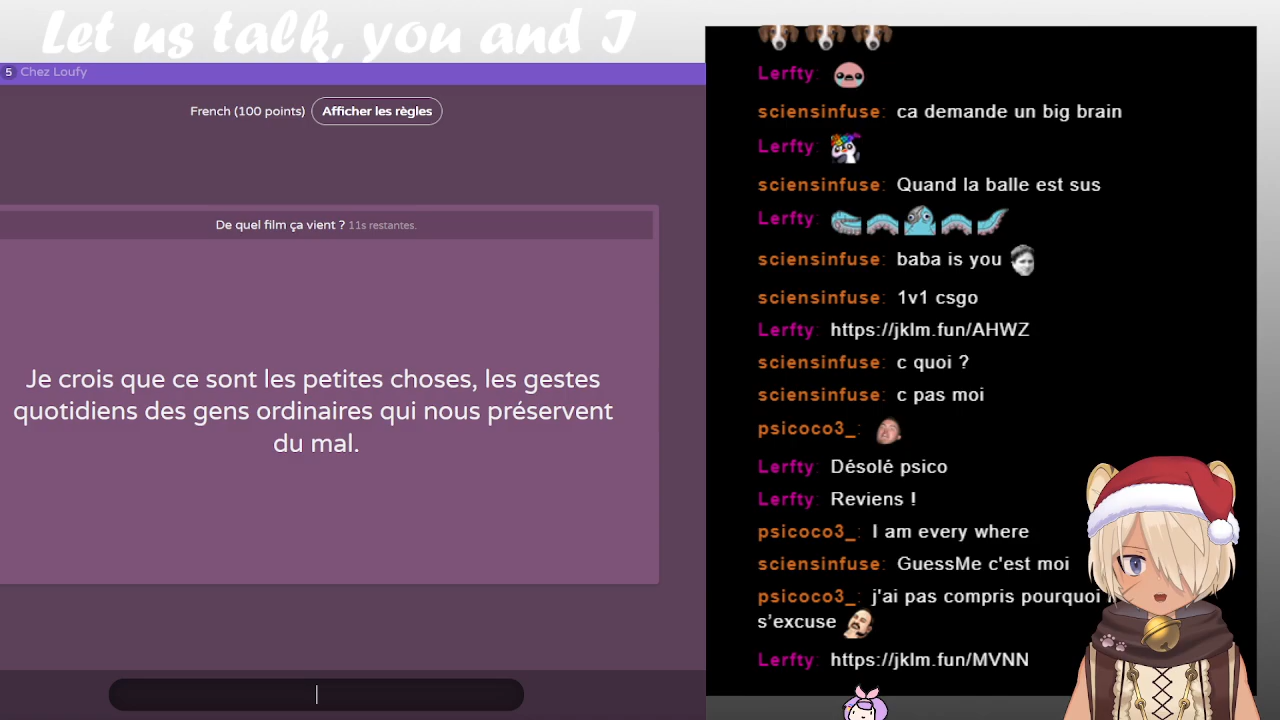 Let us talk, you and I
5 Chez Loufy
French (100 points) Afficher les règles
De quel film ça vient ? 11s restantes.
Je crois que ce sont les petites choses, les gestes
quotidiens des gens ordinaires qui nous préservent
du mal.
Lerfty:
sciensinfuse: ca demande un big brain
Lerfty:
sciensinfuse: Quand la balle est sus
Lerfty:
sciensinfuse: baba is you
sciensinfuse: 1v1 csgo
Lerfty: https://jklm.fun/AHWZ
sciensinfuse: c quoi ?
sciensinfuse: c pas moi
psicoco3_:
Lerfty: Désolé psico
Lerfty: Reviens !
psicoco3_: I am every where
sciensinfuse: GuessMe c'est moi
psicoco3_: j'ai pas compris pourquoi
s'excuse
Lerfty: https://jklm.fun/MVNN